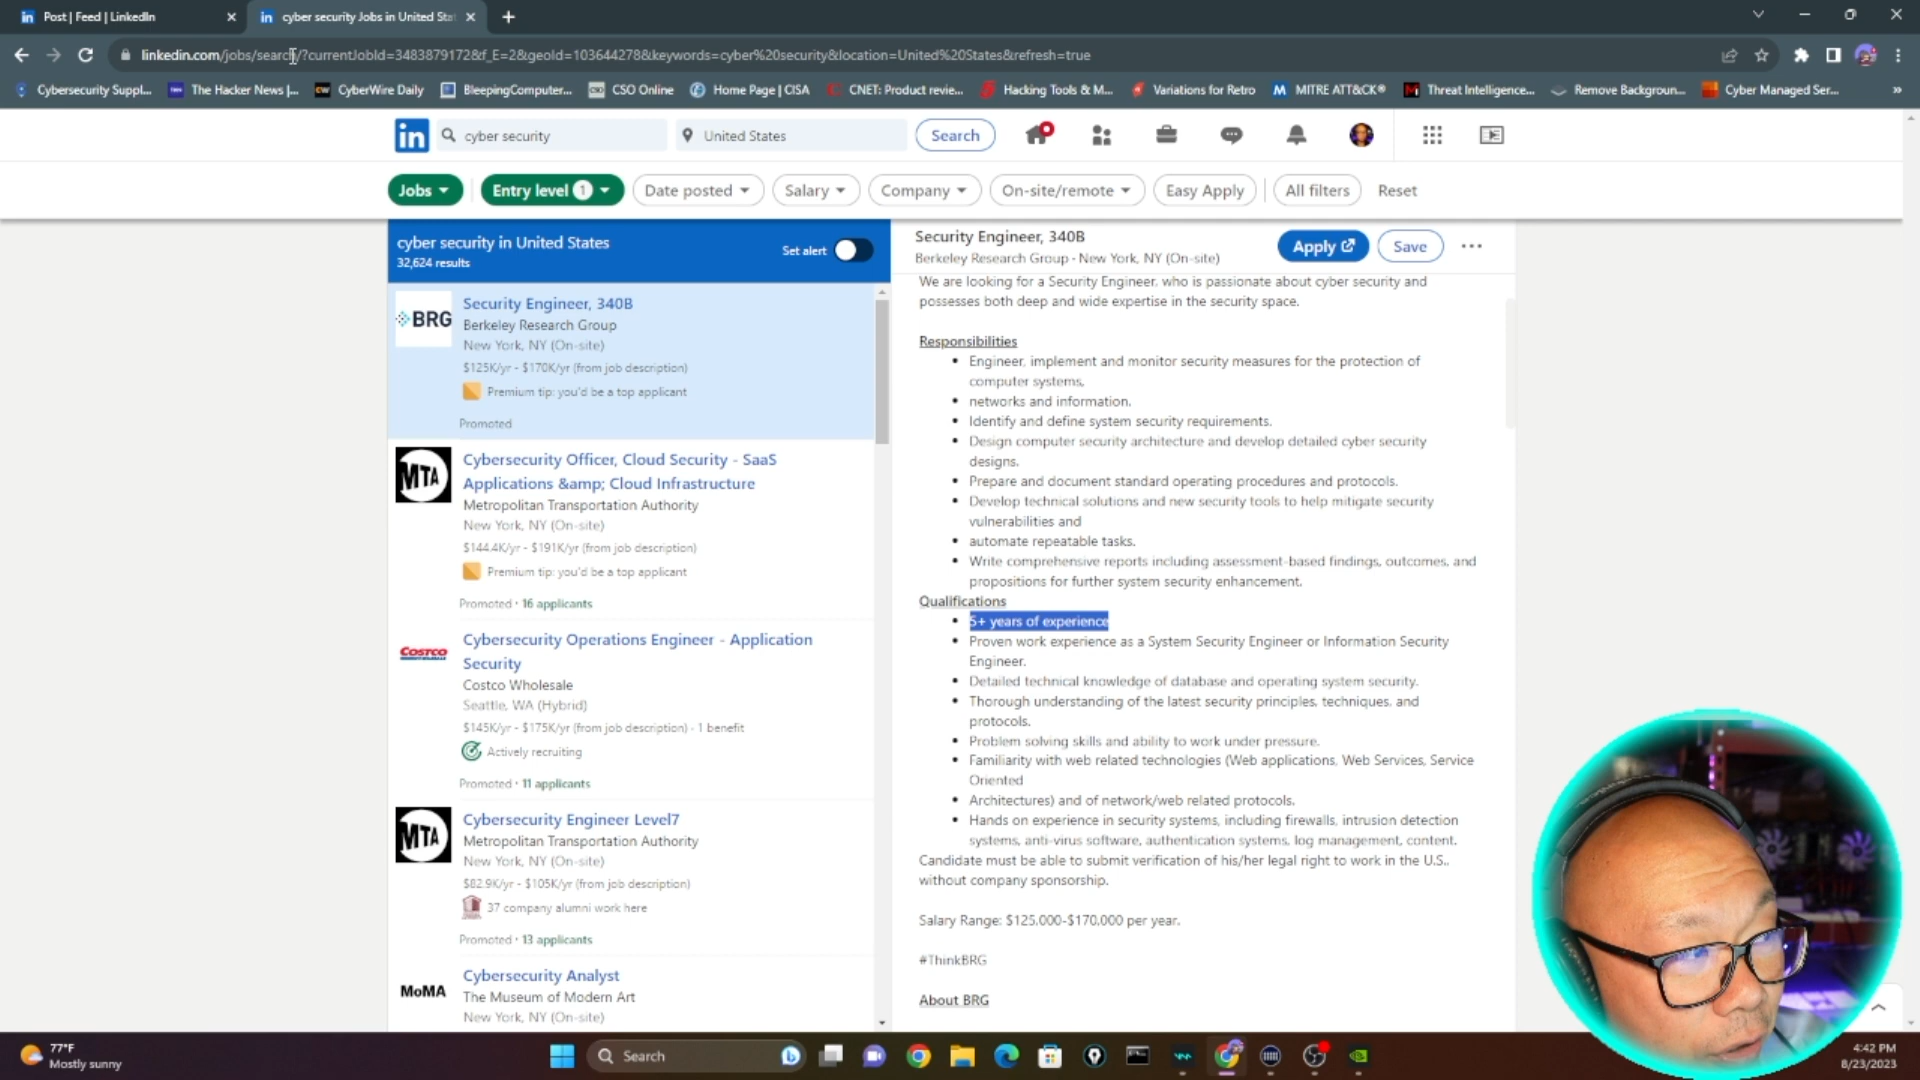 Post | Feed | LinkedIn
cyber security Jobs in United Sta
linkedin.com/jobs/search/?currentJobId=3483879172&f_E=2&geoId=103644278&keywords=cyber%20security&location=United%20States&refresh=true
Cybersecurity Suppl... The Hacker News |... CyberWire Daily BleepingComputer... CSO Online Home Page | CISA CNET: Product revie... Hacking Tools & M... Variations for Retro MITRE ATT&CK® Threat Intelligence... Remove Backgroun... Cyber Managed Ser... »
in cyber security United States Search
Jobs Entry level 1 Date posted Salary Company On-site/remote Easy Apply All filters Reset
cyber security in United States
32,624 results
Set alert
BRG
Security Engineer, 340B
Berkeley Research Group
New York, NY (On-site)
$125K/yr - $170K/yr (from job description)
Premium tip: you'd be a top applicant
Promoted
MTA
Cybersecurity Officer, Cloud Security - SaaS
Applications &amp; Cloud Infrastructure
Metropolitan Transportation Authority
New York, NY (On-site)
$144.4K/yr - $191K/yr (from job description)
Premium tip: you'd be a top applicant
Promoted · 16 applicants
COSTCO
Cybersecurity Operations Engineer - Application
Security
Costco Wholesale
Seattle, WA (Hybrid)
$145K/yr - $175K/yr (from job description) · 1 benefit
Actively recruiting
Promoted · 11 applicants
MTA
Cybersecurity Engineer Level7
Metropolitan Transportation Authority
New York, NY (On-site)
$82.9K/yr - $105K/yr (from job description)
37 company alumni work here
Promoted · 13 applicants
MoMA
Cybersecurity Analyst
The Museum of Modern Art
New York, NY (On-site)
Security Engineer, 340B
Berkeley Research Group · New York, NY (On-site)
Apply
Save
We are looking for a Security Engineer, who is passionate about cyber security and
possesses both deep and wide expertise in the security space.
Responsibilities
• Engineer, implement and monitor security measures for the protection of
computer systems,
• networks and information.
• Identify and define system security requirements.
• Design computer security architecture and develop detailed cyber security
designs.
• Prepare and document standard operating procedures and protocols.
• Develop technical solutions and new security tools to help mitigate security
vulnerabilities and
• automate repeatable tasks.
• Write comprehensive reports including assessment-based findings, outcomes, and
propositions for further system security enhancement.
Qualifications
• 5+ years of experience
• Proven work experience as a System Security Engineer or Information Security
Engineer.
• Detailed technical knowledge of database and operating system security.
• Thorough understanding of the latest security principles, techniques, and
protocols.
• Problem solving skills and ability to work under pressure.
• Familiarity with web related technologies (Web applications, Web Services, Service
Oriented
• Architectures) and of network/web related protocols.
• Hands on experience in security systems, including firewalls, intrusion detection
systems, anti-virus software, authentication systems, log management, content.
Candidate must be able to submit verification of his/her legal right to work in the U.S..
without company sponsorship.
Salary Range: $125.000-$170.000 per year.
#ThinkBRG
About BRG
77°F
Mostly sunny
Search
4:42 PM
8/23/2023